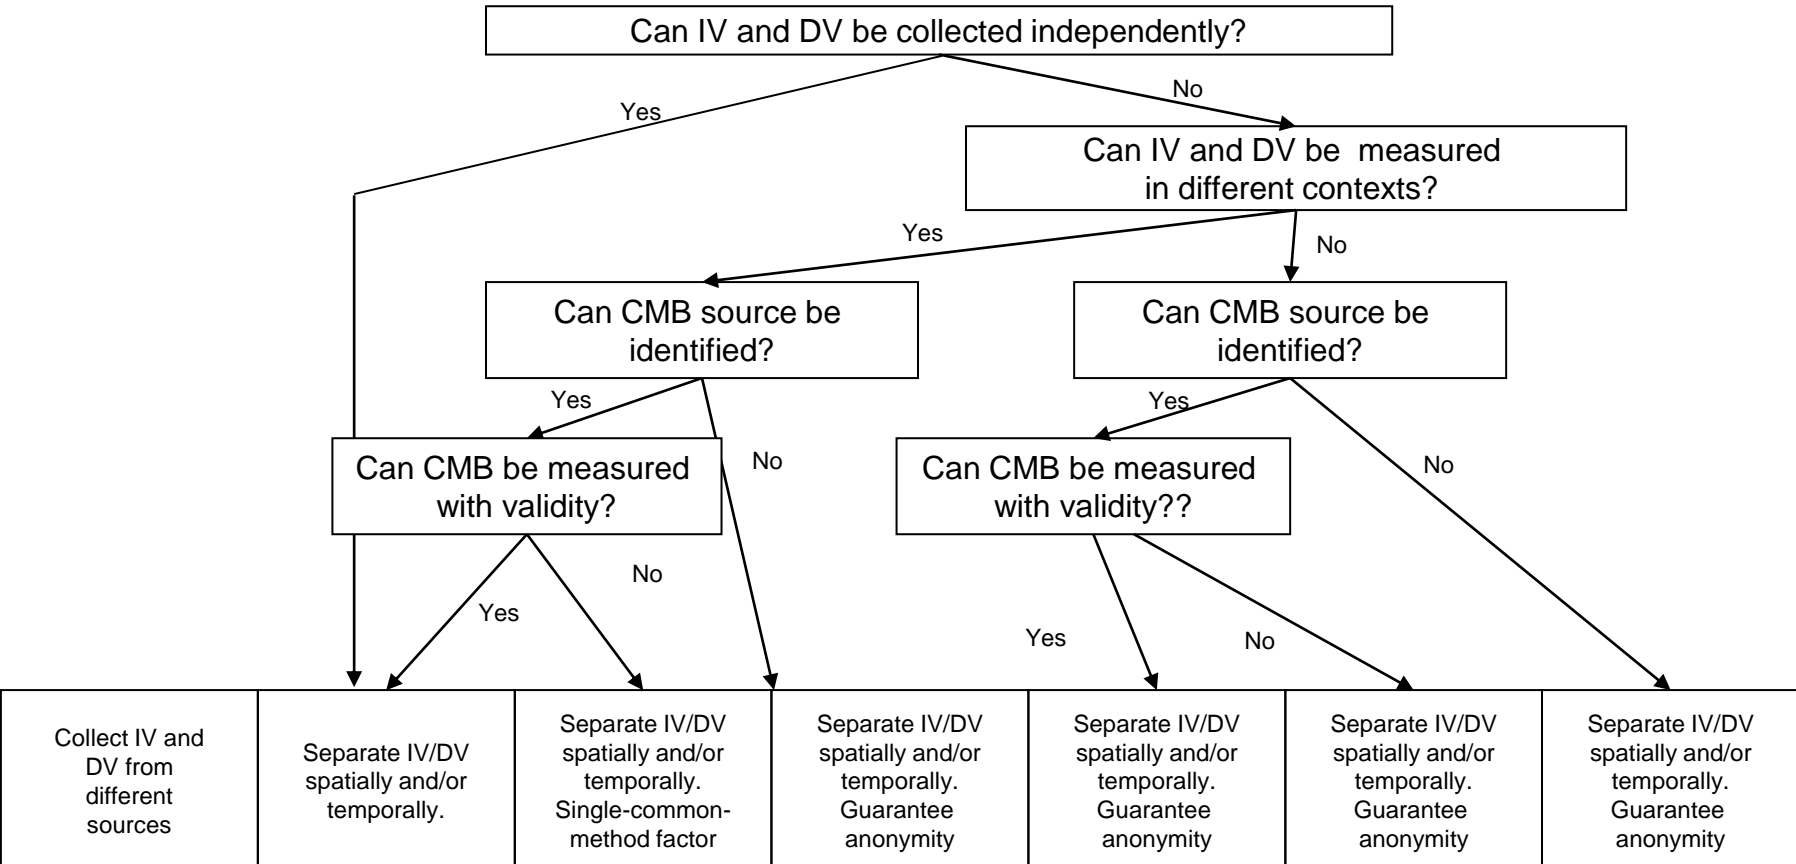 Can IV and DV be collected independently?
Yes
No
Can IV and DV be  measured
in different contexts?
Yes
No
Can CMB source be
identified?
Can CMB source be
identified?
Yes
Yes
Can CMB be measured
with validity?
No
Can CMB be measured
with validity??
No
No
Yes
Yes
No
Collect IV and
DV from
different
sources
Separate IV/DV
spatially and/or
temporally.
Separate IV/DV
spatially and/or
temporally.
Single-common-
method factor
Separate IV/DV
spatially and/or
temporally.
Guarantee
anonymity
Separate IV/DV
spatially and/or
temporally.
Guarantee
anonymity
Separate IV/DV
spatially and/or
temporally.
Guarantee
anonymity
Separate IV/DV
spatially and/or
temporally.
Guarantee
anonymity